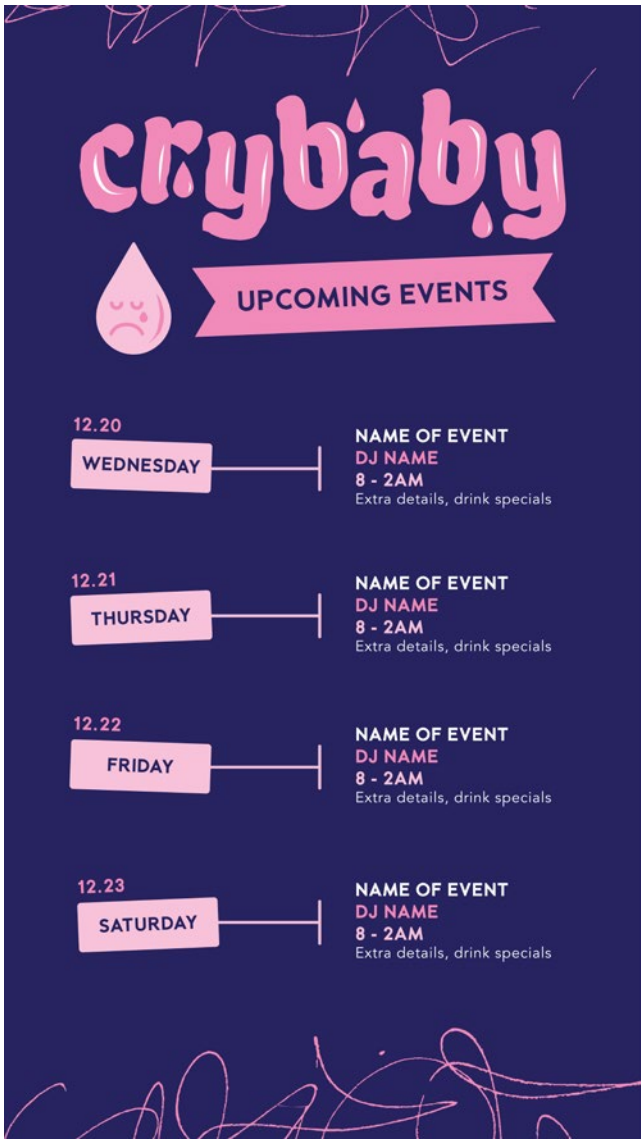 crybaby
UPCOMING EVENTS
12.20
WEDNESDAY
NAME OF EVENT
DJ NAME
8 - 2AM
Extra details, drink specials
12.21
THURSDAY
NAME OF EVENT
DJ NAME
8 - 2AM
Extra details, drink specials
12.22
FRIDAY
NAME OF EVENT
DJ NAME
8 - 2AM
Extra details, drink specials
12.23
SATURDAY
NAME OF EVENT
DJ NAME
8 - 2AM
Extra details, drink specials